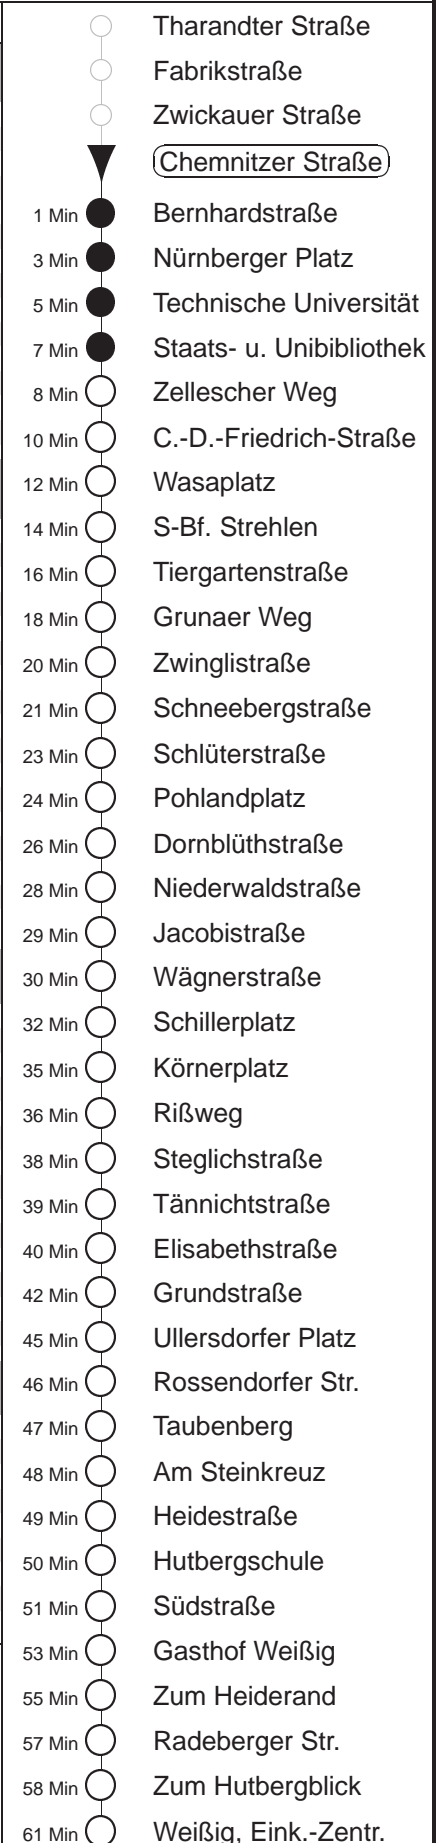 Tharandter Straße
Fabrikstraße
Zwickauer Straße
Chemnitzer Straße
1 Min Bernhardstraße
3 Min Nürnberger Platz
5 Min Technische Universität
7 Min Staats- u. Unibibliothek
8 Min Zellescher Weg
10 Min C.-D.-Friedrich-Straße
12 Min Wasaplatz
14 Min S-Bf. Strehlen
16 Min Tiergartenstraße
18 Min Grunaer Weg
20 Min Zwinglistraße
21 Min Schneebergstraße
23 Min Schlüterstraße
24 Min Pohlandplatz
26 Min Dornblüthstraße
28 Min Niederwaldstraße
29 Min Jacobistraße
30 Min Wägnerstraße
32 Min Schillerplatz
35 Min Körnerplatz
36 Min Rißweg
38 Min Steglichstraße
39 Min Tännichtstraße
40 Min Elisabethstraße
42 Min Grundstraße
45 Min Ullersdorfer Platz
46 Min Rossendorfer Str.
47 Min Taubenberg
48 Min Am Steinkreuz
49 Min Heidestraße
50 Min Hutbergschule
51 Min Südstraße
53 Min Gasthof Weißig
55 Min Zum Heiderand
57 Min Radeberger Str.
58 Min Zum Hutbergblick
61 Min Weißig, Eink.-Zentr.